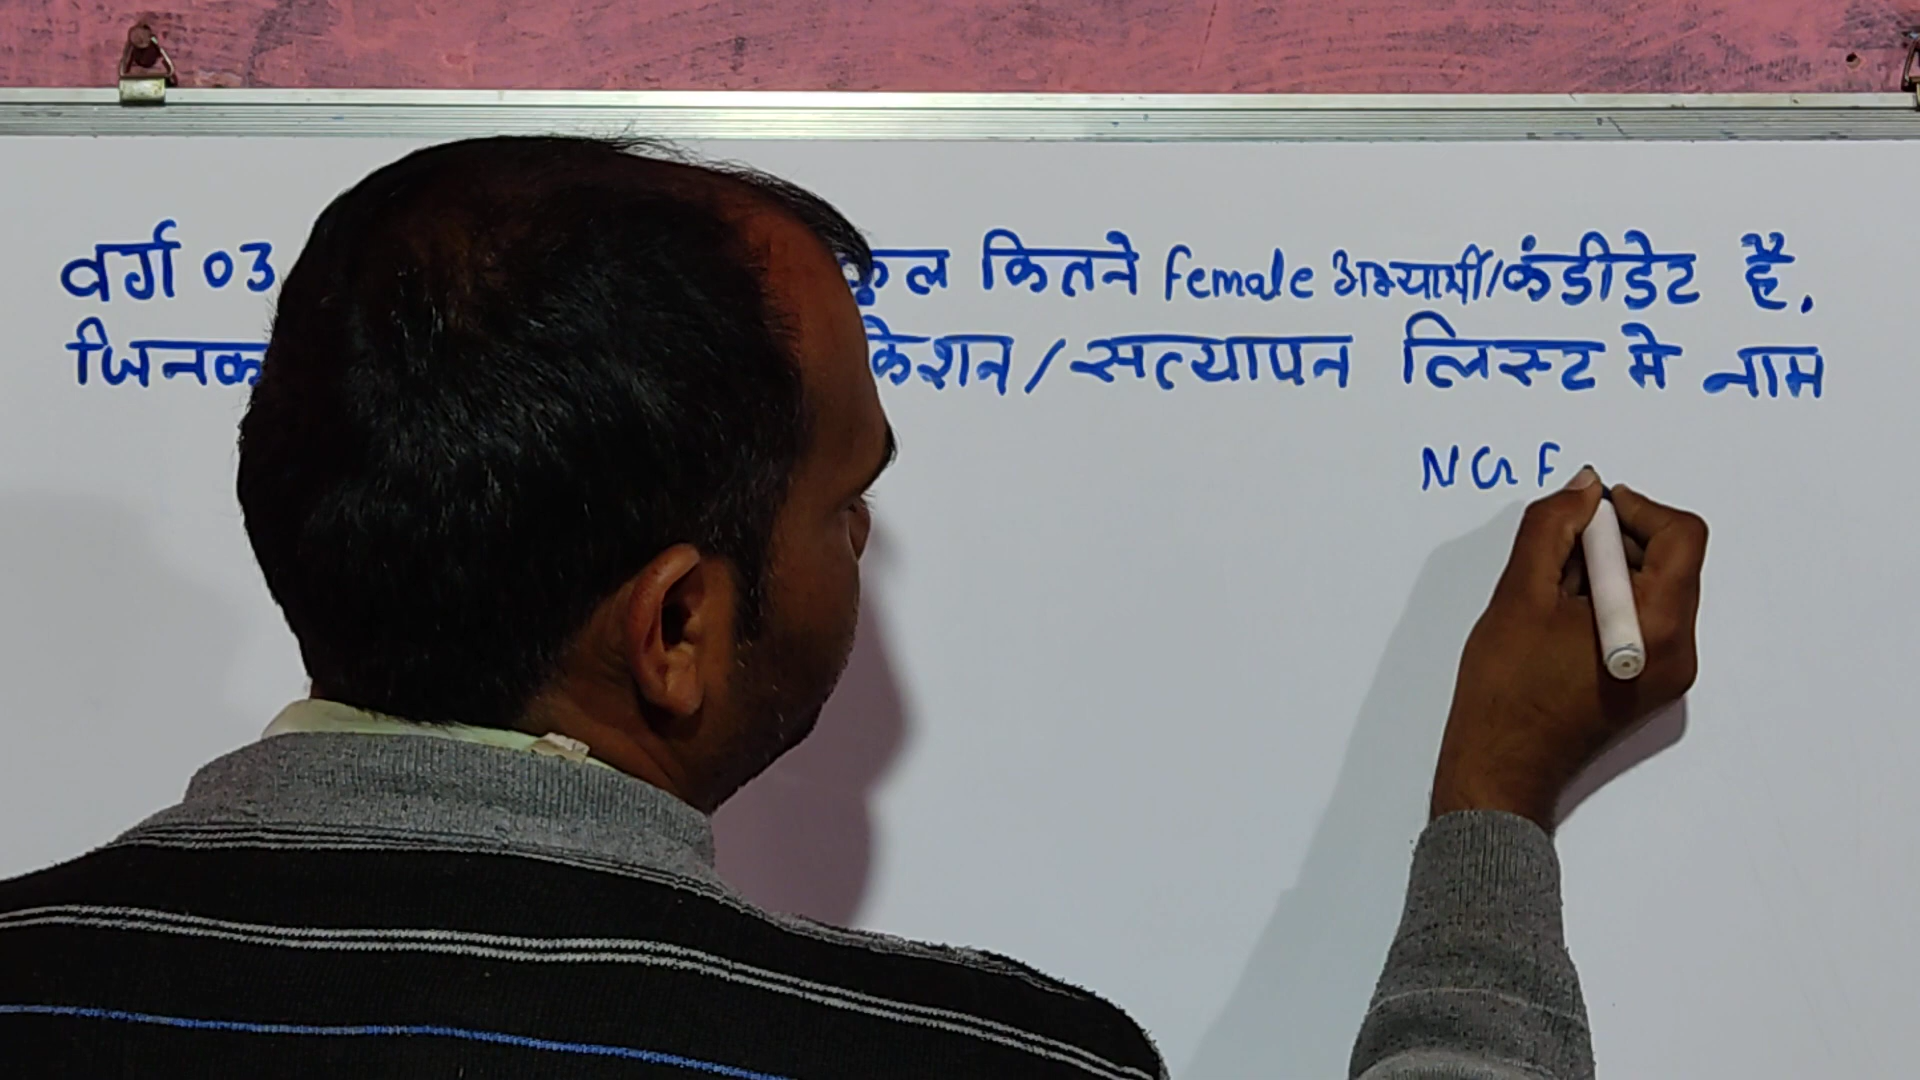 वर्ग 03 कुल कितने female अभ्यार्थी/कंडीडेट है.
जिनक केशन/सत्यापन लिस्ट मे नाम
NGF